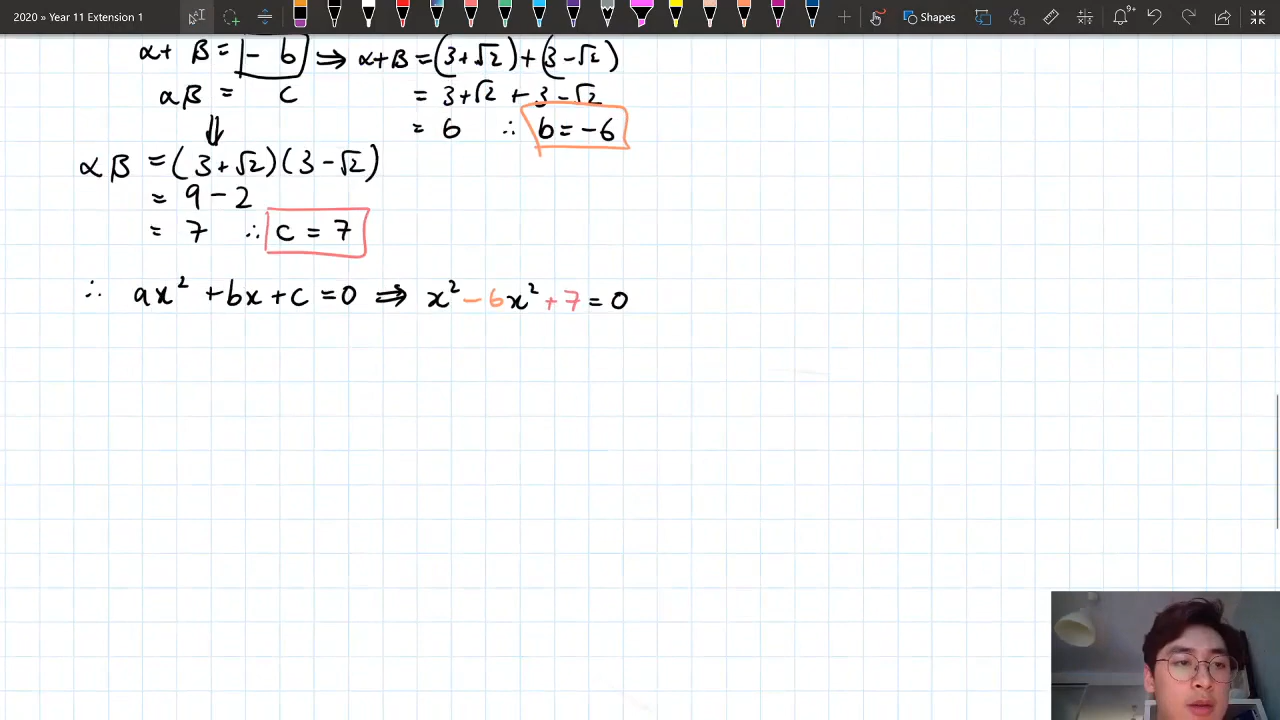 2020 » Year 11 Extension 1
Shapes
9+
α + β = - b ⇒ α+β = (3+√2)+(3-√2)
αβ = c
= 3+√2 + 3-√2
⇓
= 6 ∴ b = -6
αβ = (3+√2)(3-√2)
= 9 - 2
= 7 ∴ c = 7
∴ ax² + bx + c = 0 ⇒ x² - 6x² + 7 = 0